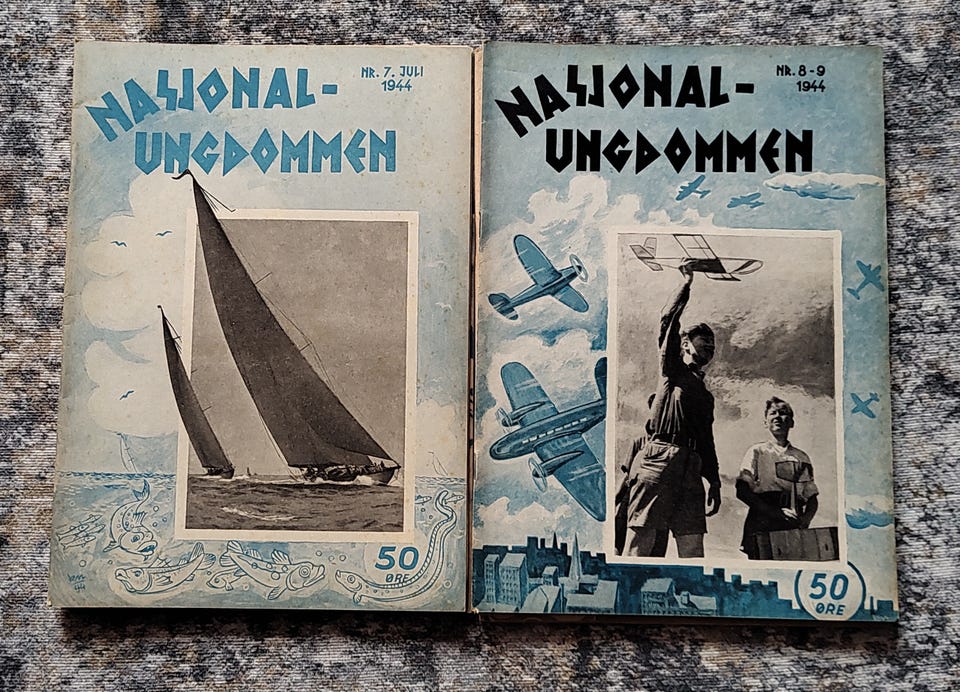 NASJONAL-
UNGDOMMEN
NR. 7. JULI
1944
50
ØRE
NASJONAL-
UNGDOMMEN
NR. 8-9
1944
50
ØRE